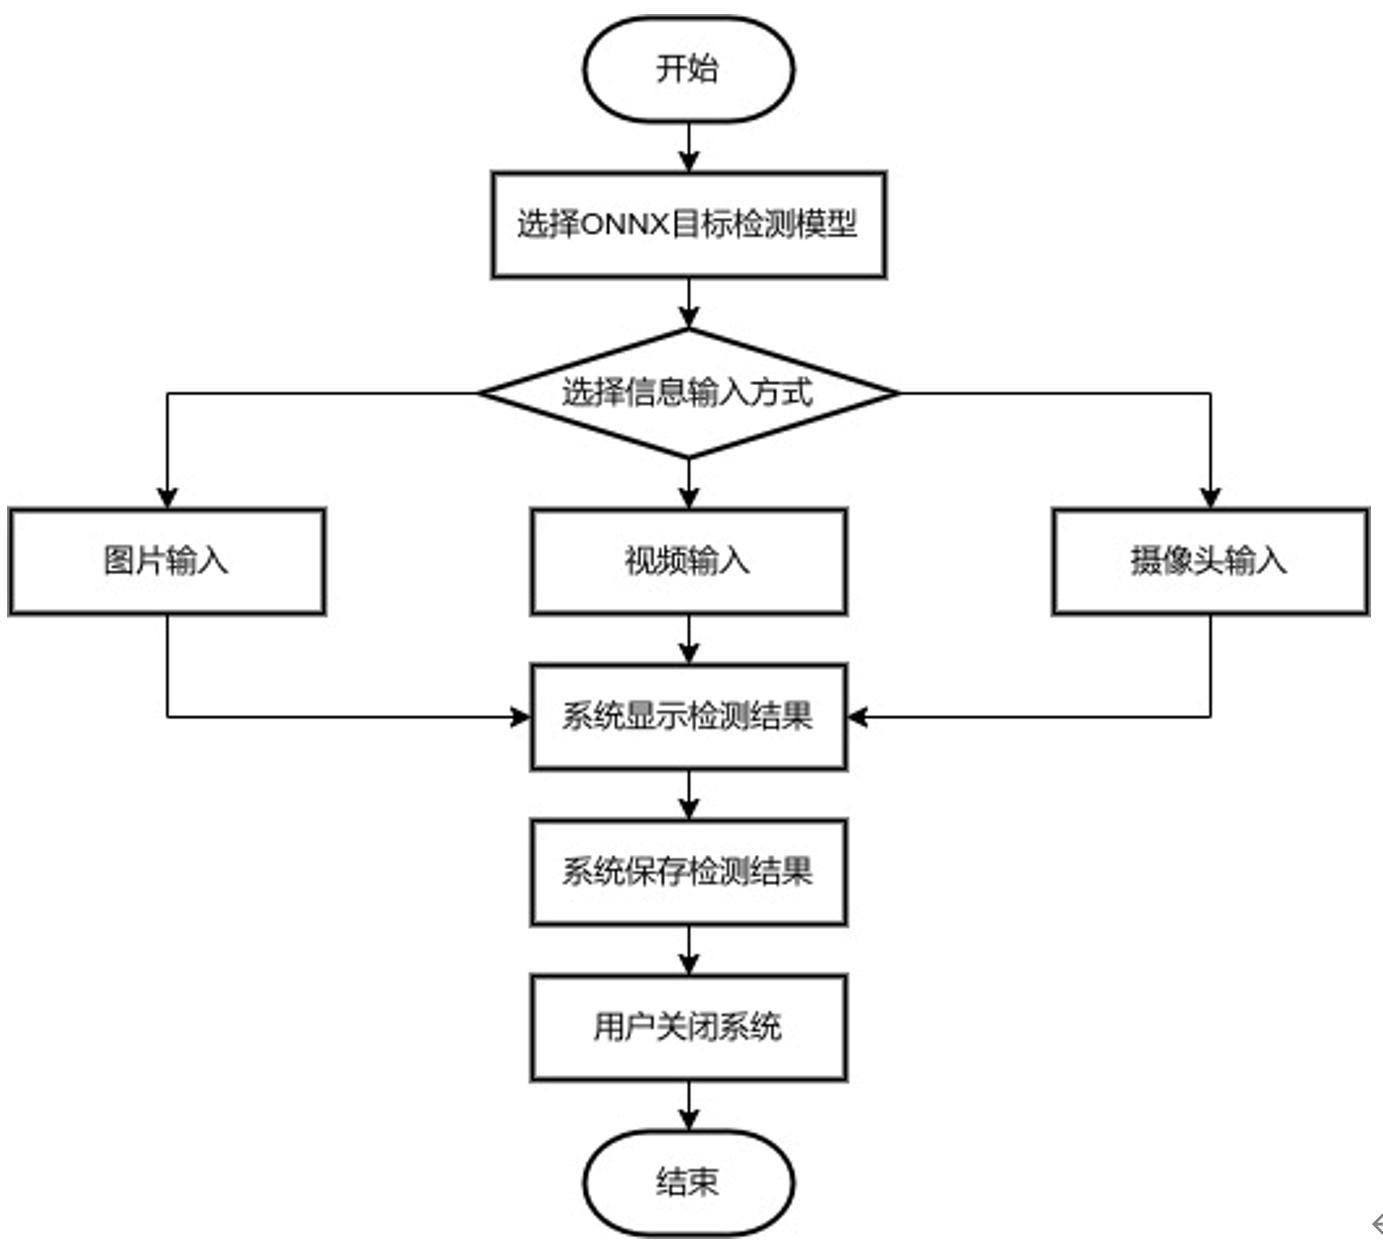 开始
选择ONNX目标检测模型
选择信息输入方式
图片输入
视频输入
摄像头输入
系统显示检测结果
系统保存检测结果
用户关闭系统
结束